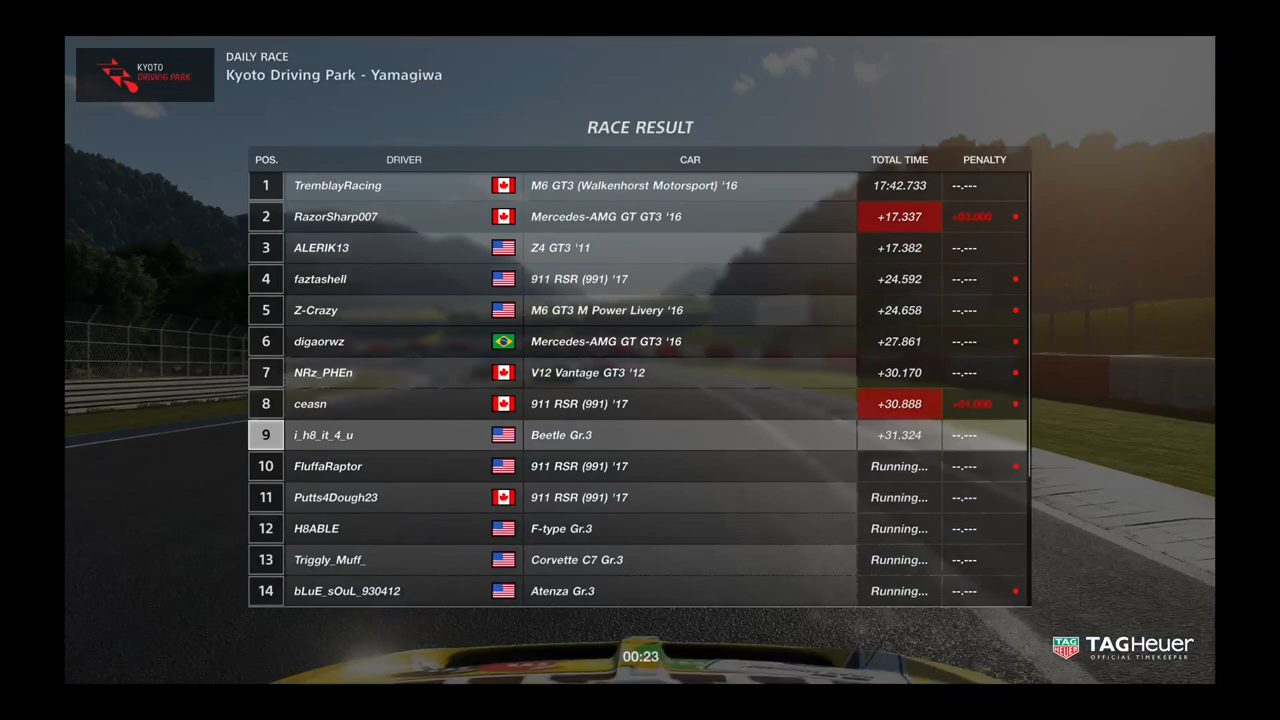 KYOTO
DRIVING PARK
DAILY RACE
Kyoto Driving Park - Yamagiwa
RACE RESULT
POS. DRIVER CAR TOTAL TIME PENALTY
1 TremblayRacing M6 GT3 (Walkenhorst Motorsport) '16 17:42.733 --.---
2 RazorSharp007 Mercedes-AMG GT GT3 '16 +17.337 +03.000
3 ALERIK13 Z4 GT3 '11 +17.382 --.---
4 faztashell 911 RSR (991) '17 +24.592 --.---
5 Z-Crazy M6 GT3 M Power Livery '16 +24.658 --.---
6 digaorwz Mercedes-AMG GT GT3 '16 +27.861 --.---
7 NRz_PHEn V12 Vantage GT3 '12 +30.170 --.---
8 ceasn 911 RSR (991) '17 +30.888 +01.000
9 i_h8_it_4_u Beetle Gr.3 +31.324 --.---
10 FluffaRaptor 911 RSR (991) '17 Running... --.---
11 Putts4Dough23 911 RSR (991) '17 Running... --.---
12 H8ABLE F-type Gr.3 Running... --.---
13 Triggly_Muff_ Corvette C7 Gr.3 Running... --.---
14 bLuE_sOuL_930412 Atenza Gr.3 Running... --.---
00:23
TAG HEUER
TAGHeuer
OFFICIAL TIMEKEEPER